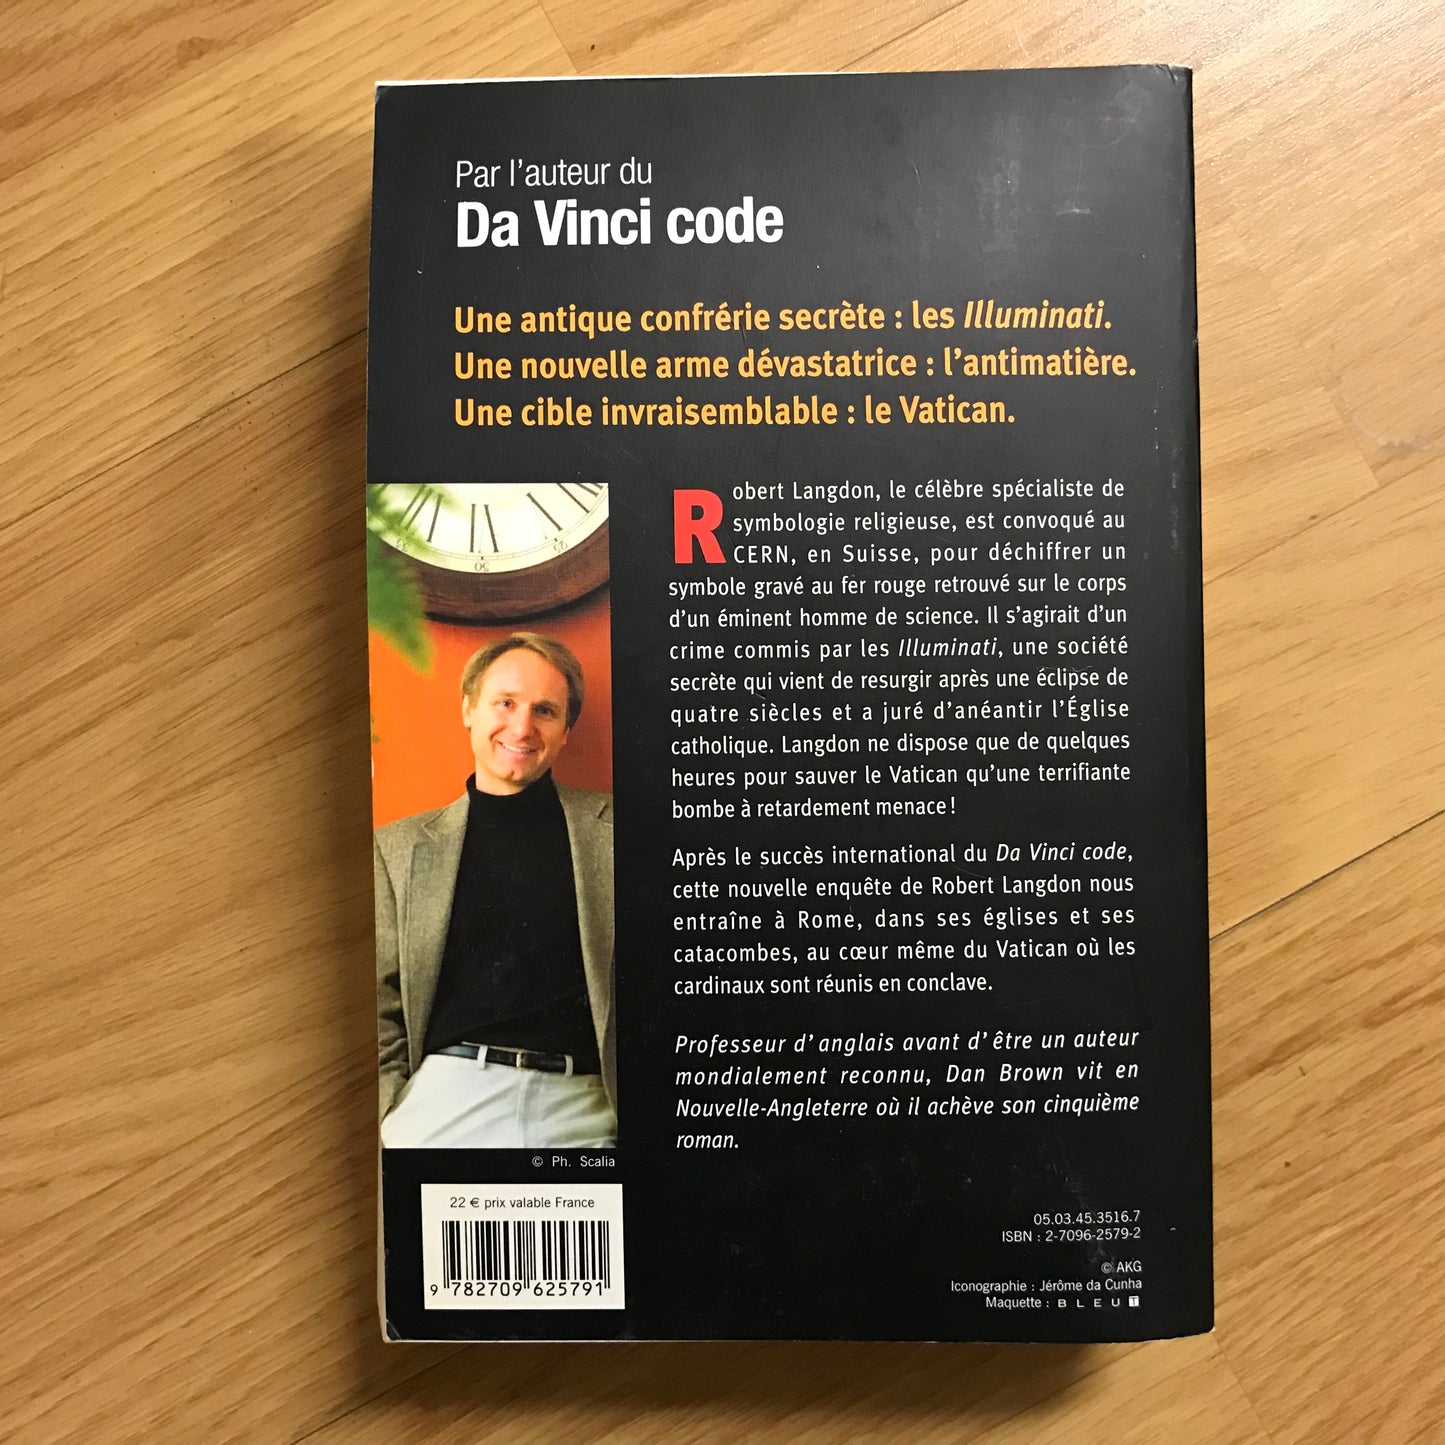 Par l'auteur du
Da Vinci code
Une antique confrérie secrète : les Illuminati.
Une nouvelle arme dévastatrice : l'antimatière.
Une cible invraisemblable : le Vatican.
Robert Langdon, le célèbre spécialiste de
symbologie religieuse, est convoqué au
CERN, en Suisse, pour déchiffrer un
symbole gravé au fer rouge retrouvé sur le corps
d'un éminent homme de science. Il s'agirait d'un
crime commis par les Illuminati, une société
secrète qui vient de resurgir après une éclipse de
quatre siècles et a juré d'anéantir l'Église
catholique. Langdon ne dispose que de quelques
heures pour sauver le Vatican qu'une terrifiante
bombe à retardement menace !
Après le succès international du Da Vinci code,
cette nouvelle enquête de Robert Langdon nous
entraîne à Rome, dans ses églises et ses
catacombes, au cœur même du Vatican où les
cardinaux sont réunis en conclave.
Professeur d'anglais avant d'être un auteur
mondialement reconnu, Dan Brown vit en
Nouvelle-Angleterre où il achève son cinquième
roman.
© Ph. Scalia
22 € prix valable France
9 782709 625791
05.03.45.3516.7
ISBN : 2-7096-2579-2
© AKG
Iconographie : Jérôme da Cunha
Maquette : BLEU T